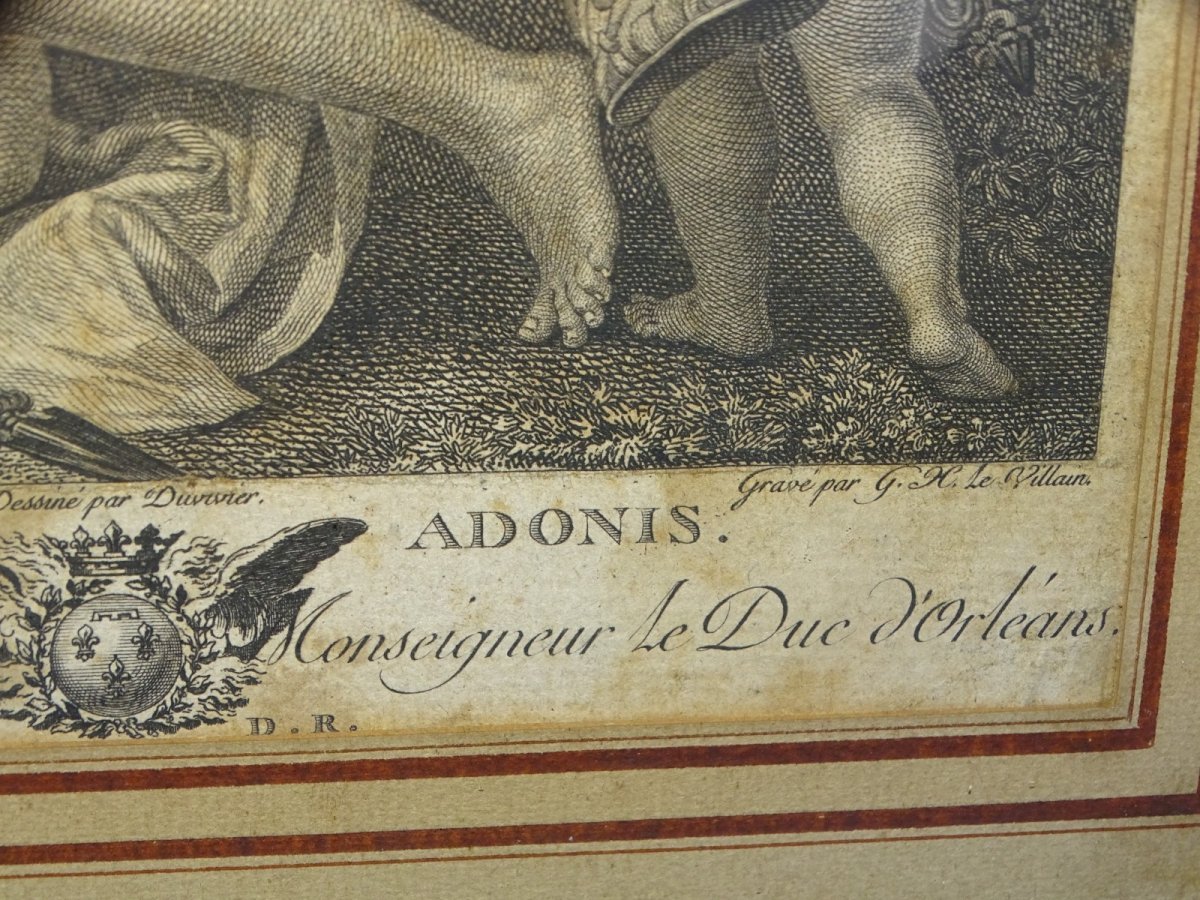 Dessiné par Duvivier. Gravé par G. H. Le Villain.
ADONIS.
Monseigneur Le Duc d'Orléans.
D. R.